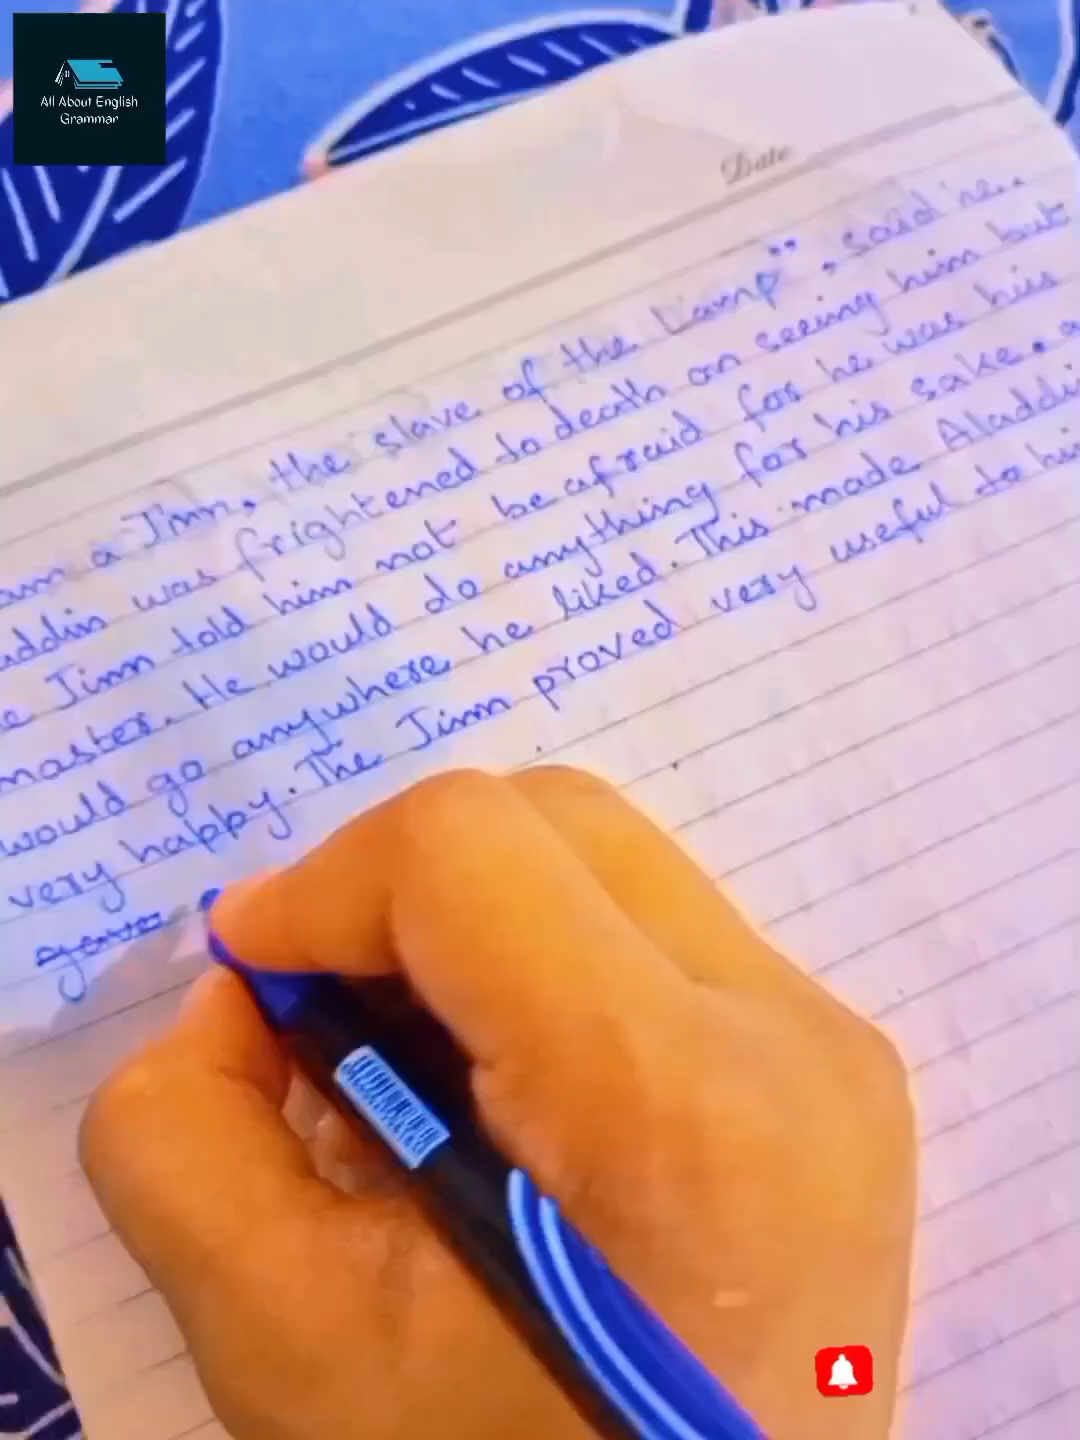 All About English
Grammar
Date
am a Jinn, the slave of the Lamp", said he..
addin was frightened to death on seeing him but
e Jinn told him not be afraid for he was his
master. He would do anything for his sake. a
would go anywhere he liked. This made Aladdi
very happy. The Jinn proved very useful to hi